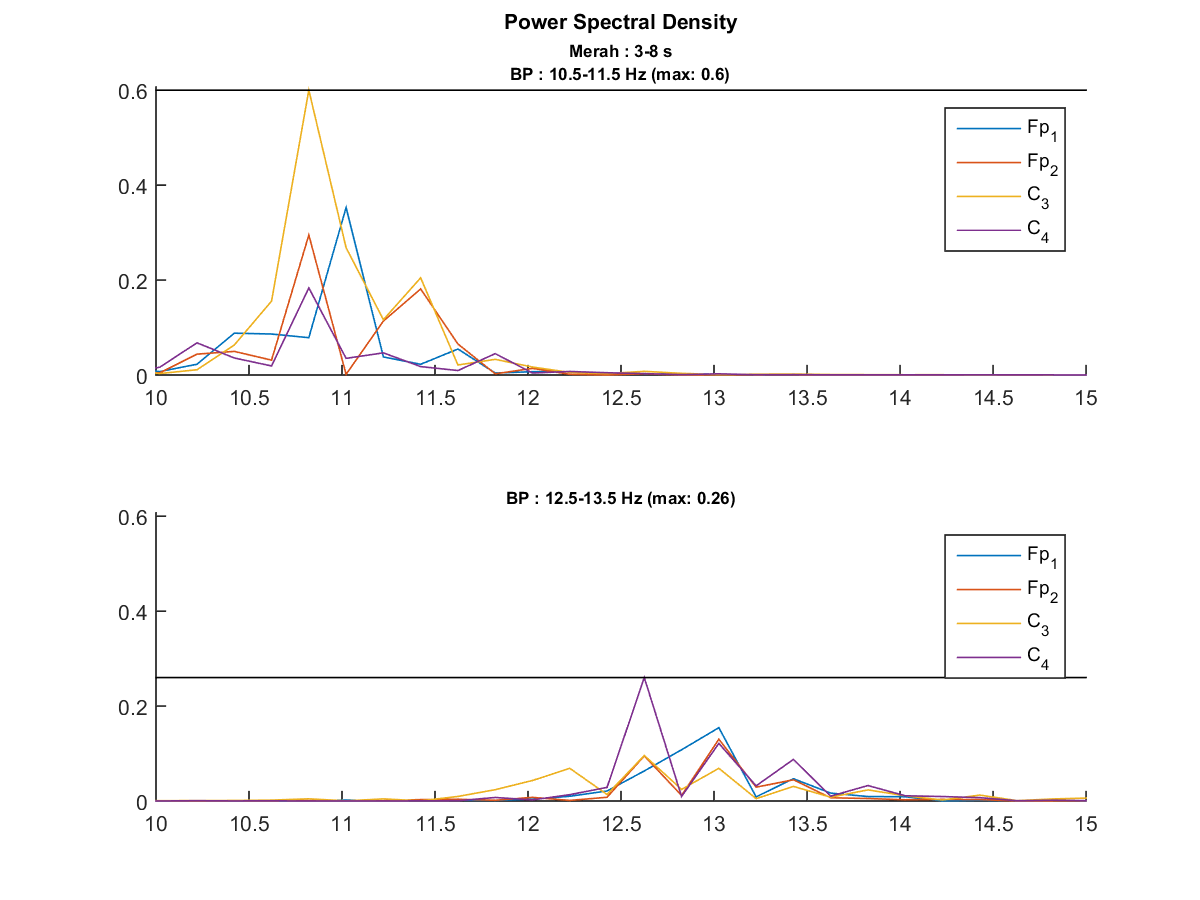 Power Spectral Density
Merah : 3-8 s
BP : 10.5-11.5 Hz (max: 0.6)
0.6
0.4
0.2
0
10 10.5 11 11.5 12 12.5 13 13.5 14 14.5 15
Fp1
Fp2
C3
C4
BP : 12.5-13.5 Hz (max: 0.26)
0.6
0.4
0.2
0
10 10.5 11 11.5 12 12.5 13 13.5 14 14.5 15
Fp1
Fp2
C3
C4